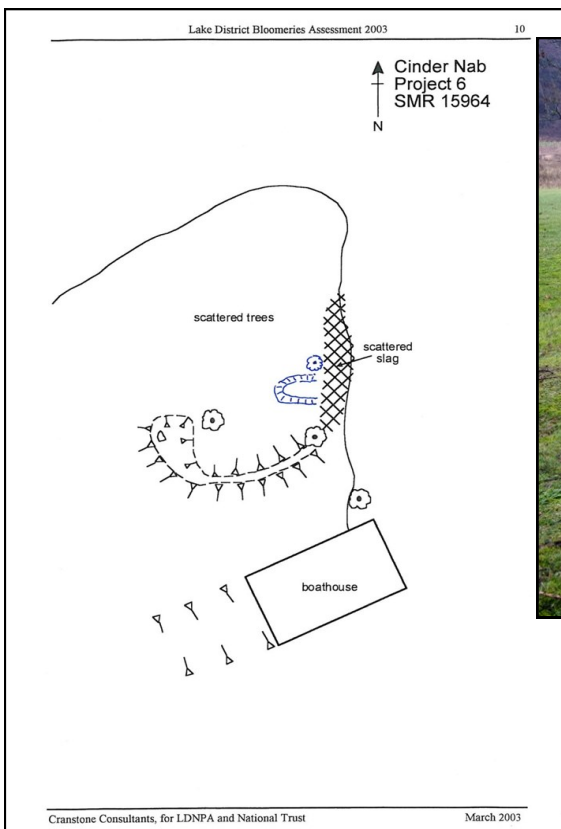 Lake District Bloomeries Assessment 2003 10
Cinder Nab
Project 6
SMR 15964
N
scattered trees
scattered
slag
boathouse
Cranstone Consultants, for LDNPA and National Trust March 2003